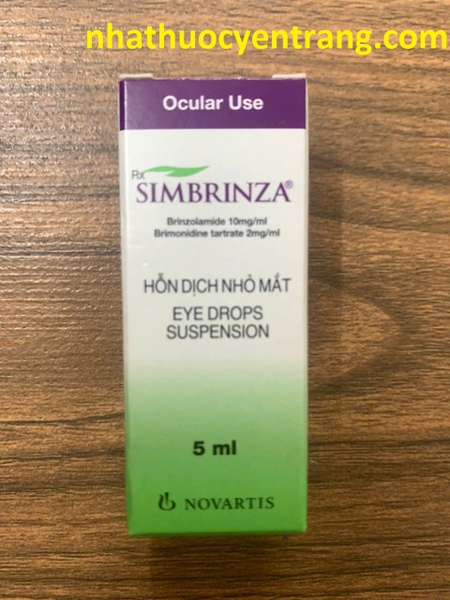 nhathuocyentrang.com
Ocular Use
Rx
SIMBRINZA®
Brinzolamide 10mg/ml
Brimonidine tartrate 2mg/ml
HỖN DỊCH NHỎ MẮT
EYE DROPS
SUSPENSION
5 ml
NOVARTIS